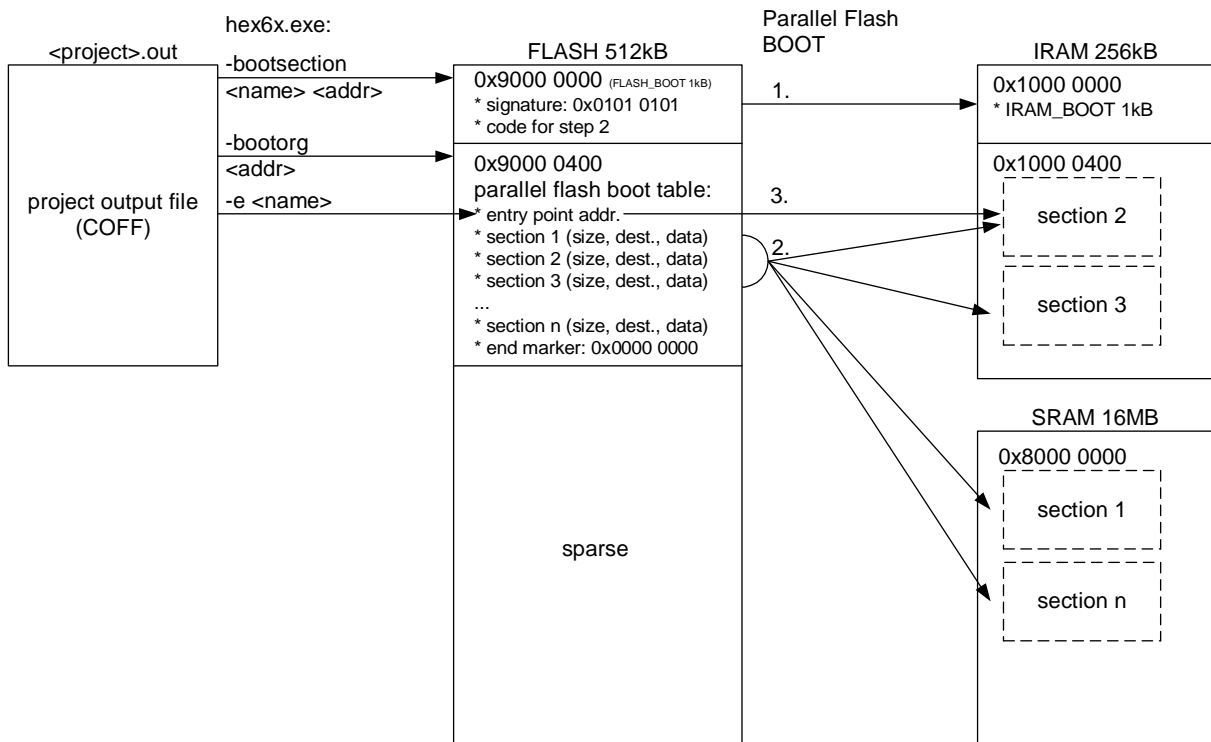 hex6x.exe:
<project>.out
-bootsection
<name> <addr>
-bootorg
<addr>
-e <name>
project output file
(COFF)
FLASH 512kB
0x9000 0000 (FLASH_BOOT 1kB)
* signature: 0x0101 0101
* code for step 2
0x9000 0400
parallel flash boot table:
* entry point addr.
* section 1 (size, dest., data)
* section 2 (size, dest., data)
* section 3 (size, dest., data)
...
* section n (size, dest., data)
* end marker: 0x0000 0000
sparse
Parallel Flash
BOOT
1.
3.
2.
IRAM 256kB
0x1000 0000
* IRAM_BOOT 1kB
0x1000 0400
section 2
section 3
SRAM 16MB
0x8000 0000
section 1
section n